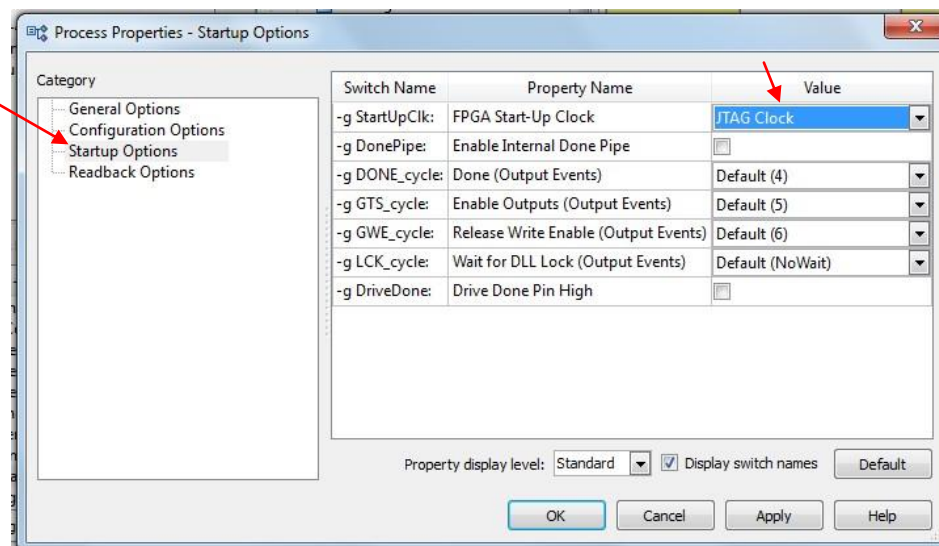 Process Properties - Startup Options
Category
General Options
Configuration Options
Startup Options
Readback Options
Switch Name Property Name Value
-g StartUpClk: FPGA Start-Up Clock JTAG Clock
-g DonePipe: Enable Internal Done Pipe
-g DONE_cycle: Done (Output Events) Default (4)
-g GTS_cycle: Enable Outputs (Output Events) Default (5)
-g GWE_cycle: Release Write Enable (Output Events) Default (6)
-g LCK_cycle: Wait for DLL Lock (Output Events) Default (NoWait)
-g DriveDone: Drive Done Pin High
Property display level: Standard Display switch names Default
OK Cancel Apply Help